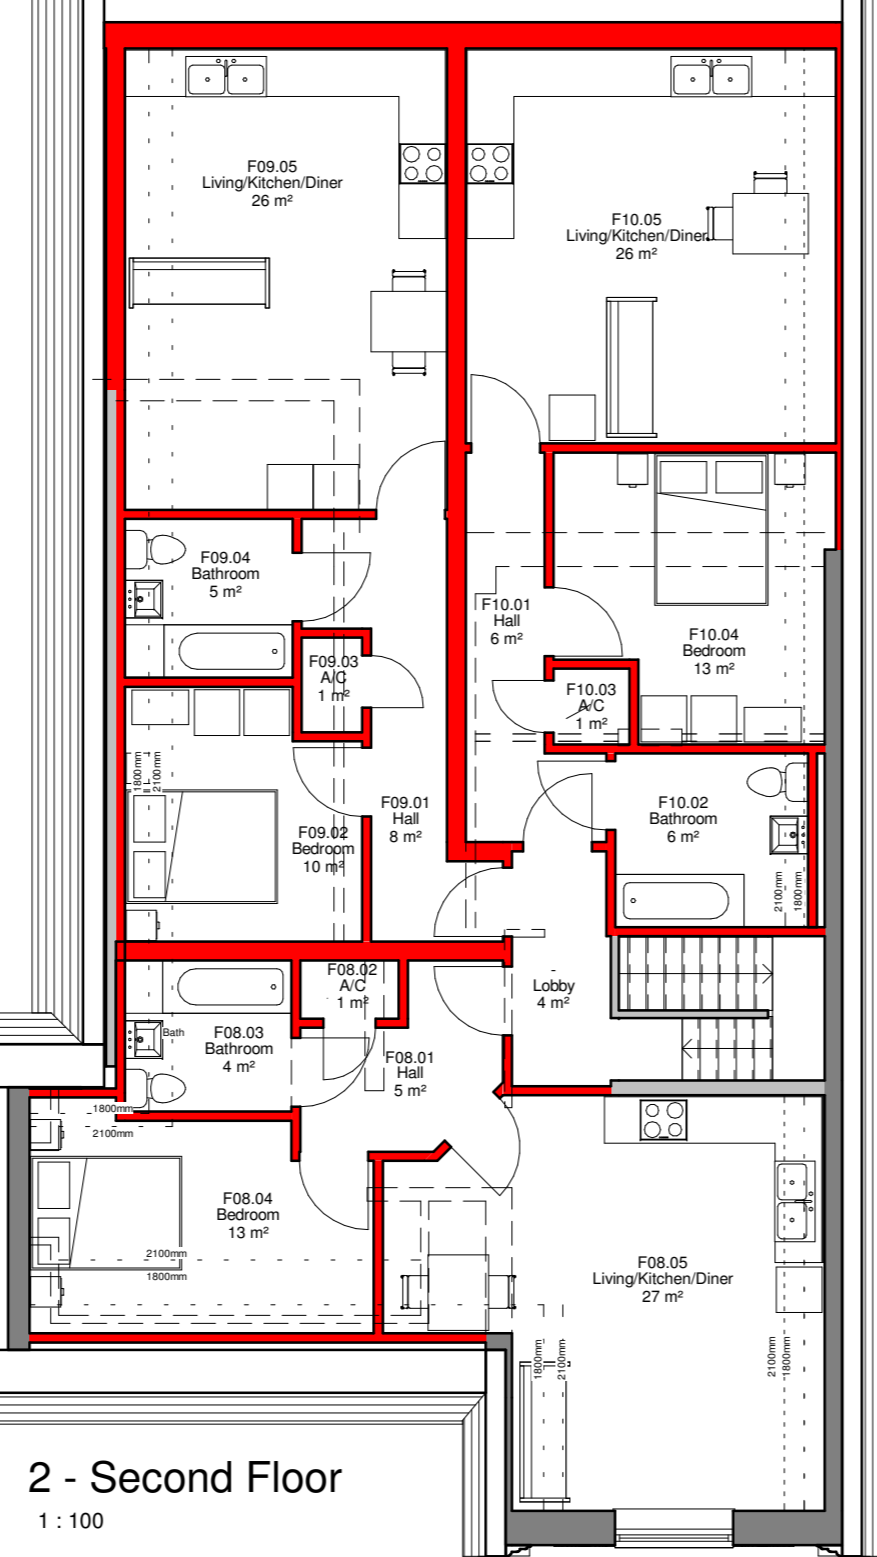 F09.05
Living/Kitchen/Diner
26 m²
F10.05
Living/Kitchen/Diner
26 m²
F09.04
Bathroom
5 m²
F09.03
A/C
1 m²
F10.01
Hall
6 m²
F10.04
Bedroom
13 m²
F10.03
A/C
1 m²
1800mm
2100mm
F09.02
Bedroom
10 m²
F09.01
Hall
8 m²
F10.02
Bathroom
6 m²
2100mm
1800mm
F08.02
A/C
1 m²
-
Lobby
4 m²
Bath
F08.03
Bathroom
4 m²
F08.01
Hall
5 m²
1800mm
2100mm
F08.04
Bedroom
13 m²
2100mm
1800mm
F08.05
Living/Kitchen/Diner
27 m²
1800mm
2100mm
2100mm
1800mm
2 - Second Floor
1 : 100